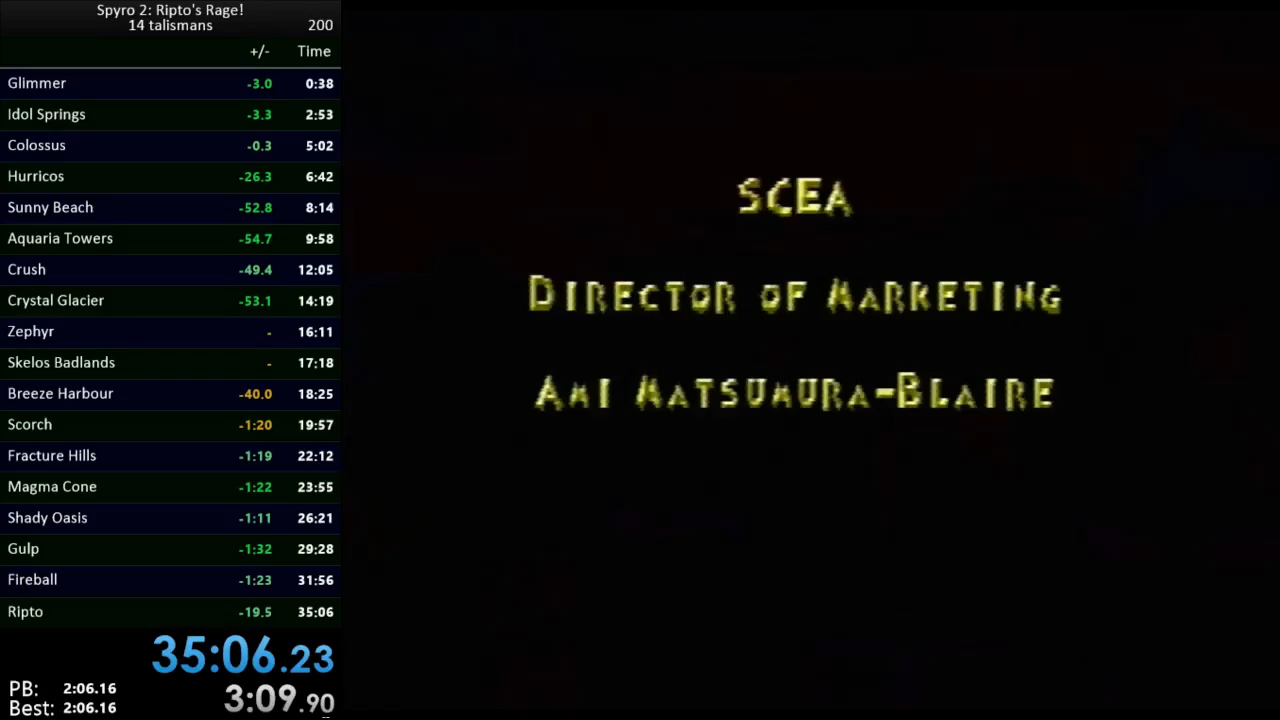 Spyro 2: Ripto's Rage!
14 talismans 200
+/- Time
Glimmer -3.0 0:38
Idol Springs -3.3 2:53
Colossus -0.3 5:02
Hurricos -26.3 6:42
Sunny Beach -52.8 8:14
Aquaria Towers -54.7 9:58
Crush -49.4 12:05
Crystal Glacier -53.1 14:19
Zephyr - 16:11
Skelos Badlands - 17:18
Breeze Harbour -40.0 18:25
Scorch -1:20 19:57
Fracture Hills -1:19 22:12
Magma Cone -1:22 23:55
Shady Oasis -1:11 26:21
Gulp -1:32 29:28
Fireball -1:23 31:56
Ripto -19.5 35:06
35:06.23
PB: 2:06.16
Best: 2:06.16
3:09.90
SCEA
Director of Marketing
Ami Matsumura-Blaire